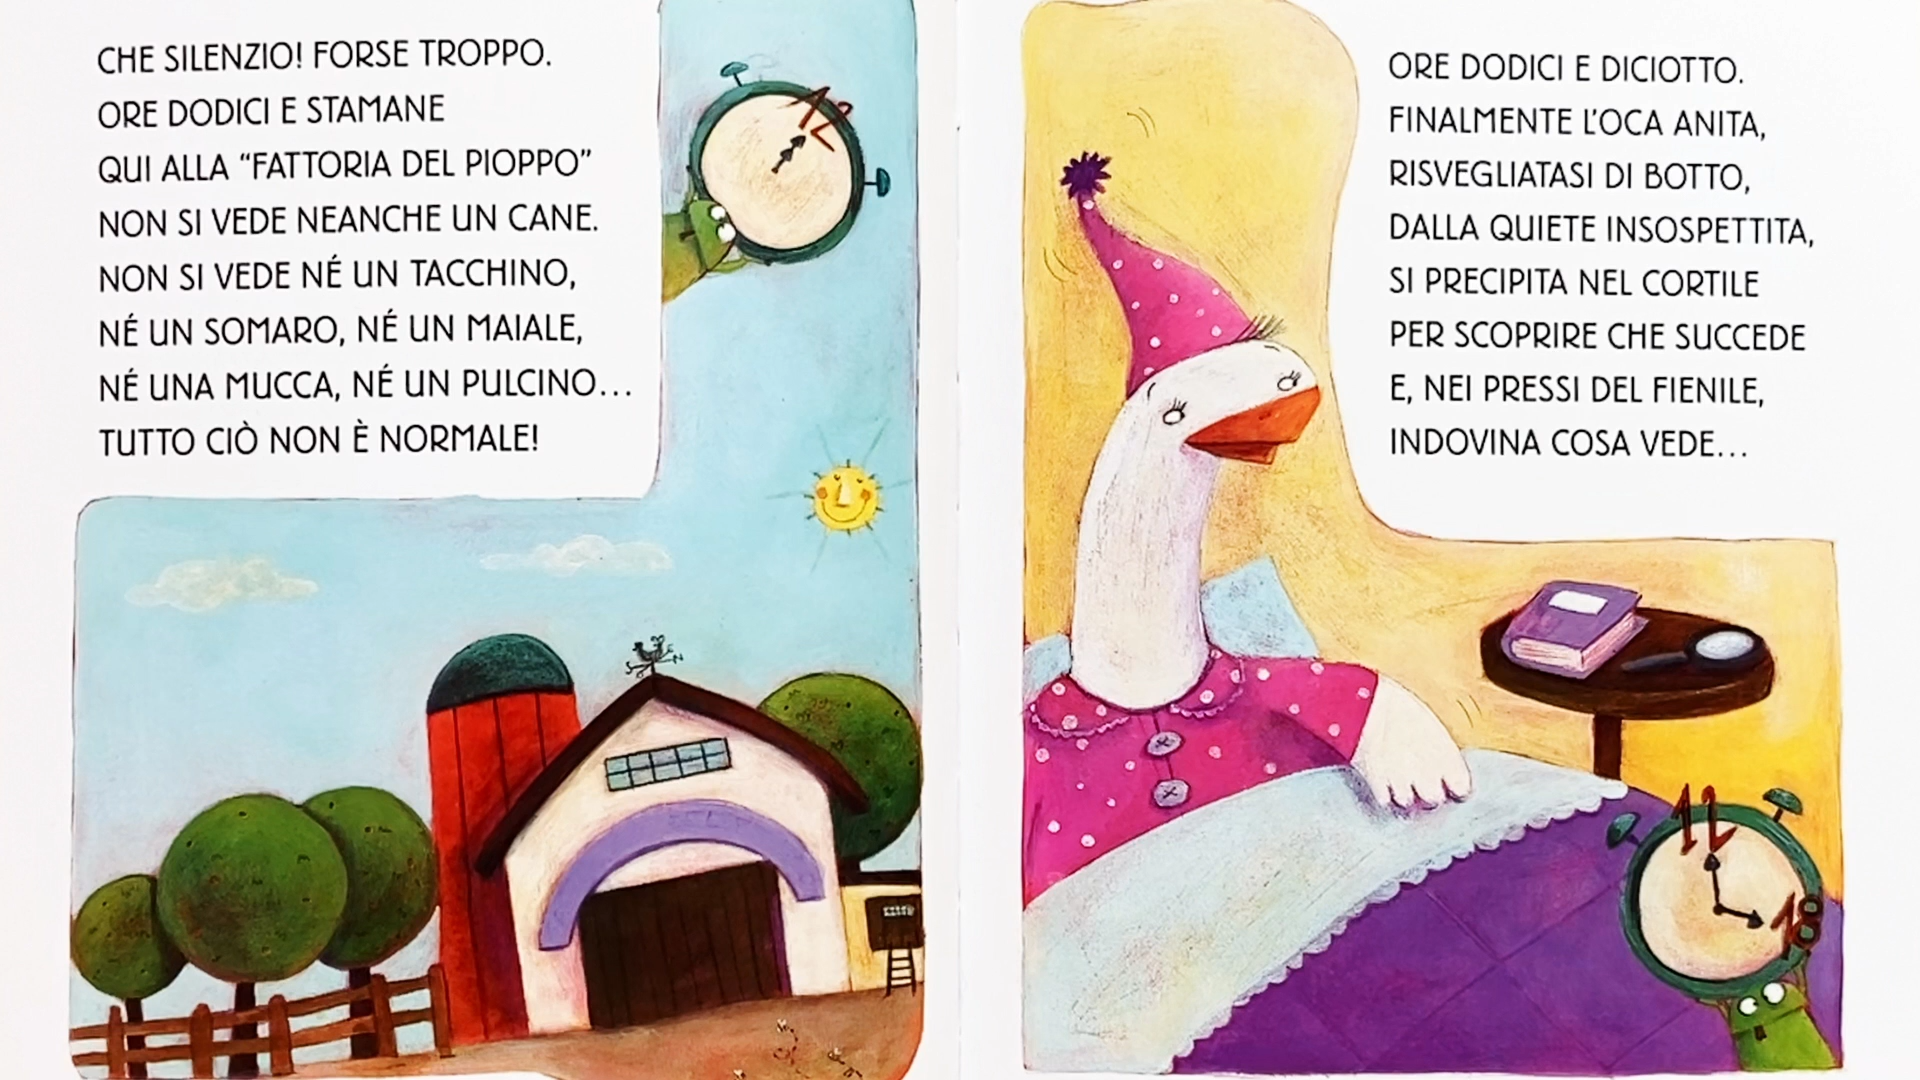 CHE SILENZIO! FORSE TROPPO.
ORE DODICI E STAMANE
QUI ALLA “FATTORIA DEL PIOPPO”
NON SI VEDE NEANCHE UN CANE.
NON SI VEDE NÉ UN TACCHINO,
NÉ UN SOMARO, NÉ UN MAIALE,
NÉ UNA MUCCA, NÉ UN PULCINO...
TUTTO CIÒ NON È NORMALE!
12
N
ORE DODICI E DICIOTTO.
FINALMENTE L’OCA ANITA,
RISVEGLIATASI DI BOTTO,
DALLA QUIETE INSOSPETTITA,
SI PRECIPITA NEL CORTILE
PER SCOPRIRE CHE SUCCEDE
E, NEI PRESSI DEL FIENILE,
INDOVINA COSA VEDE...
12
18